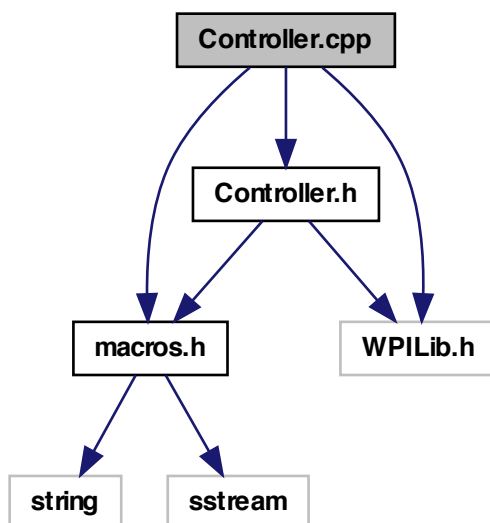 Controller.cpp
Controller.h
macros.h
WPILib.h
string
sstream